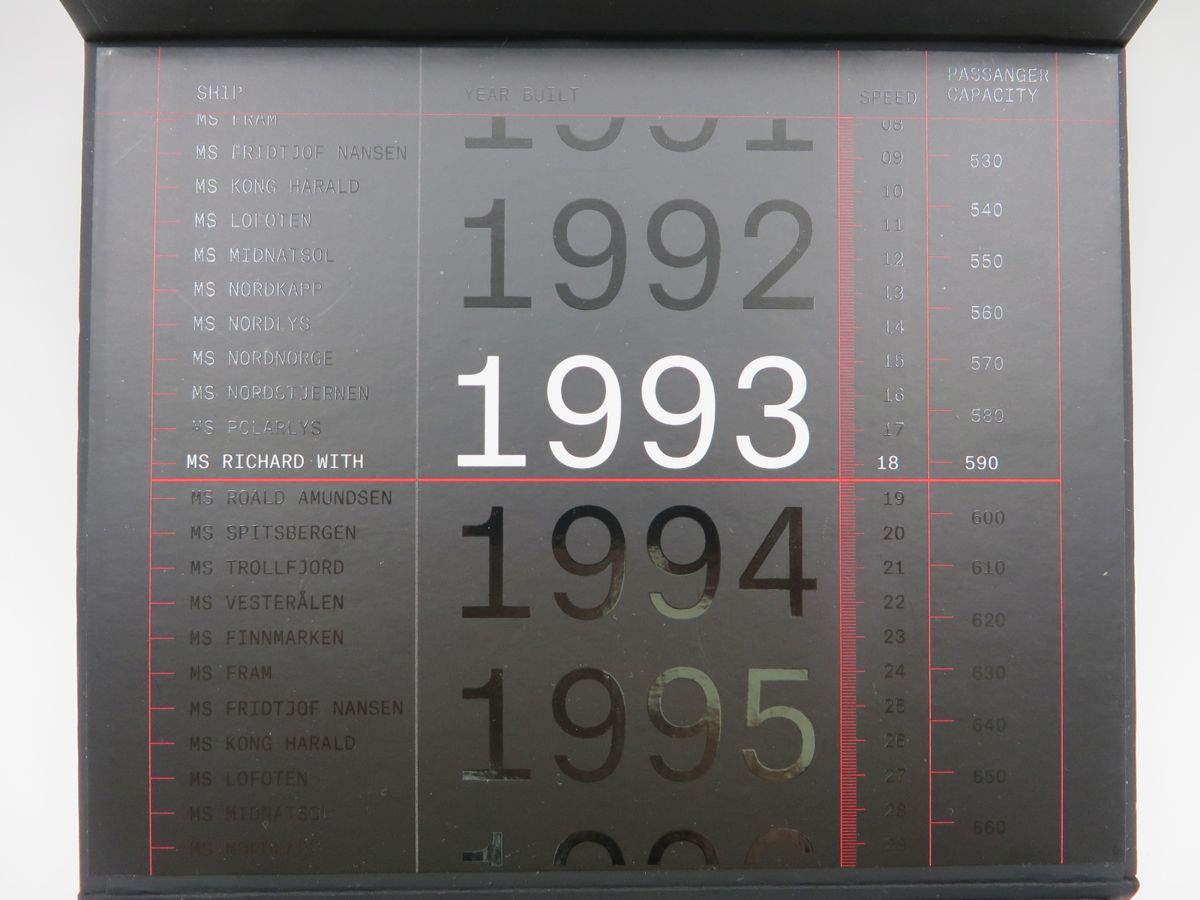 SHIP
YEAR BUILT
SPEED
PASSANGER
CAPACITY
MS FRAM
MS FRIDTJOF NANSEN
MS KONG HARALD
MS LOFOTEN
MS MIDNATSOL
MS NORDKAPP
MS NORDLYS
MS NORDNORGE
MS NORDSTJERNEN
MS POLARLYS
MS RICHARD WITH
MS ROALD AMUNDSEN
MS SPITSBERGEN
MS TROLLFJORD
MS VESTERÅLEN
MS FINNMARKEN
MS FRAM
MS FRIDTJOF NANSEN
MS KONG HARALD
MS LOFOTEN
MS MIDNATSOL
1991
1992
1993
1994
1995
08
09
10
11
12
13
14
15
16
17
18
19
20
21
22
23
24
25
26
27
28
530
540
550
560
570
580
590
600
610
620
630
640
650
660